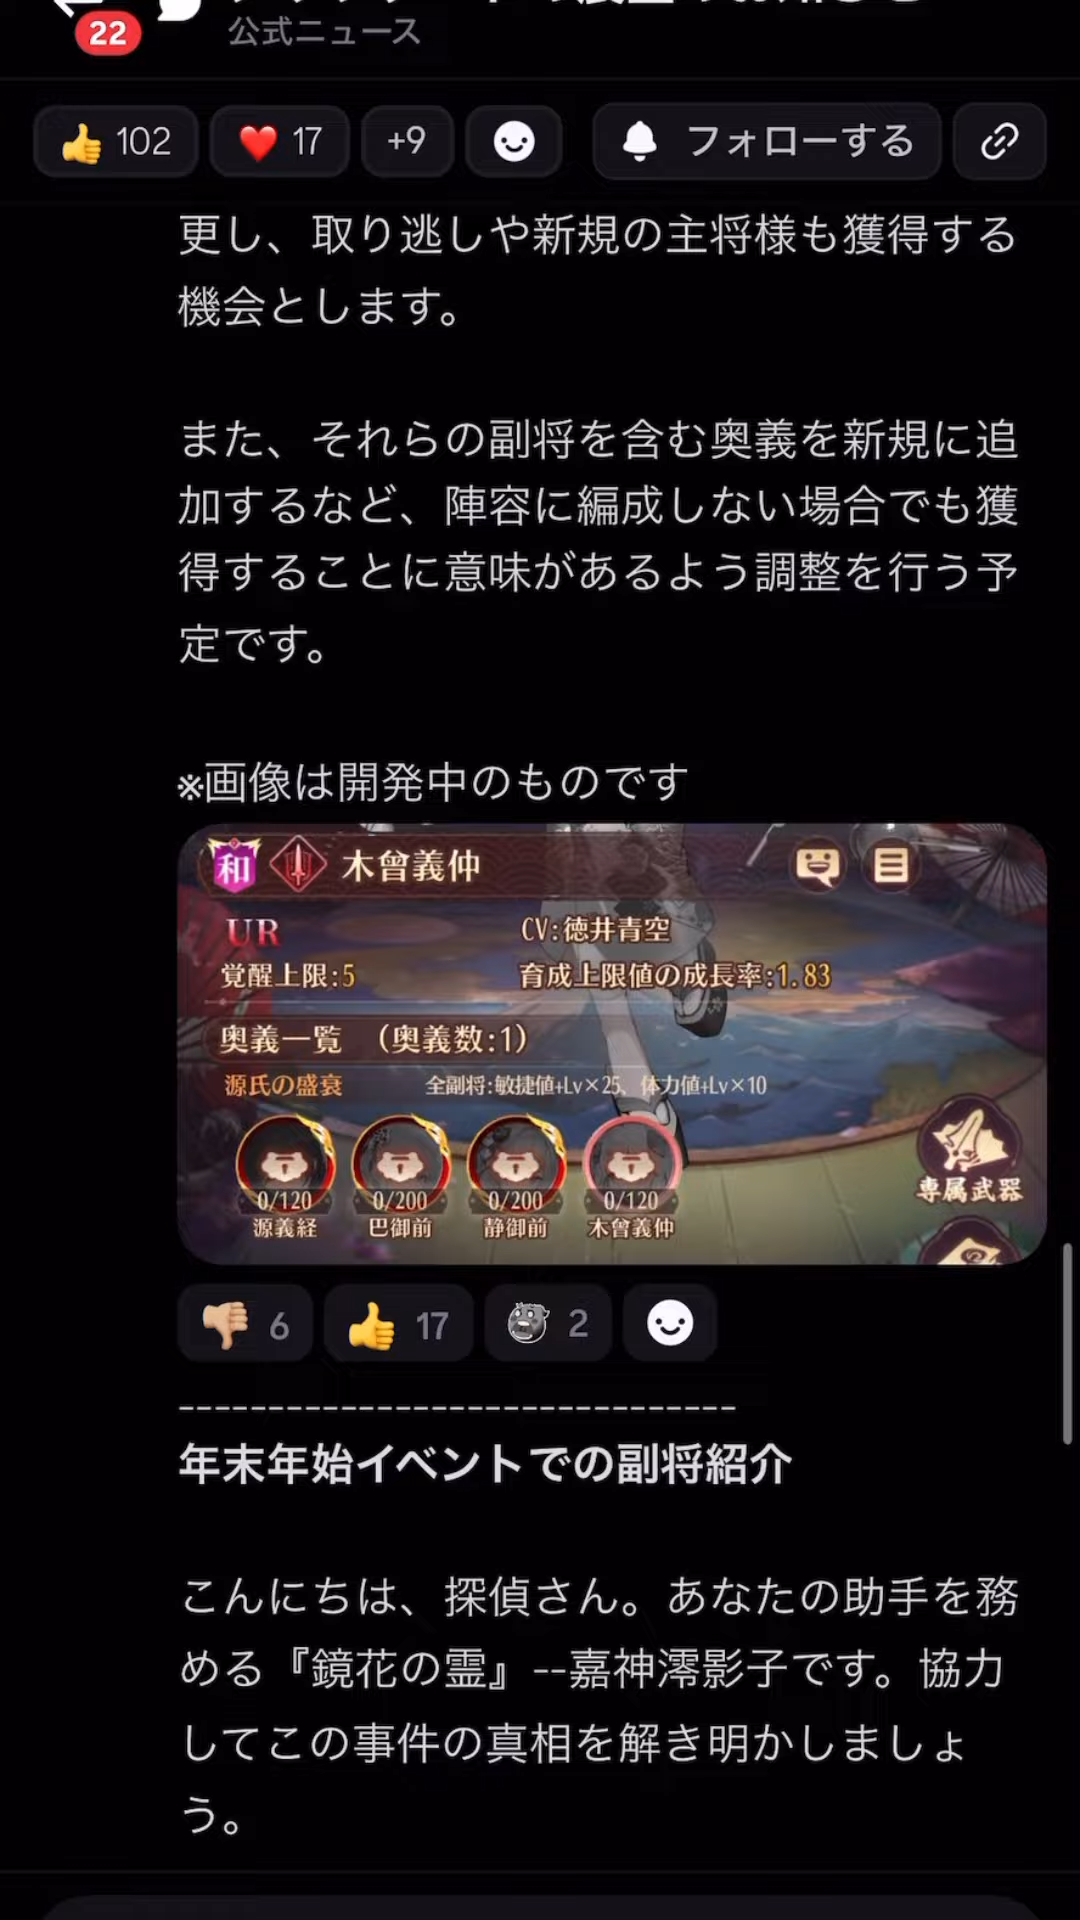 22
公式ニュース
102
17
+9
フォローする
更し、取り逃しや新規の主将様も獲得する
機会とします。
また、それらの副将を含む奥義を新規に追
加するなど、陣容に編成しない場合でも獲
得することに意味があるよう調整を行う予
定です。
※画像は開発中のものです
和
木曾義仲
UR
CV:徳井青空
覚醒上限:5
育成上限値の成長率:1.83
奥義一覧 (奥義数:1)
源氏の盛衰
全副将:敏捷値+Lv×25、体力値+Lv×10
0/120
0/200
0/200
0/120
源義経
巴御前
静御前
木曾義仲
専属武器
6
17
2
-------------------------------
年末年始イベントでの副将紹介
こんにちは、探偵さん。あなたの助手を務
める『鏡花の霊』--嘉神澪影子です。協力
してこの事件の真相を解き明かしましょ
う。